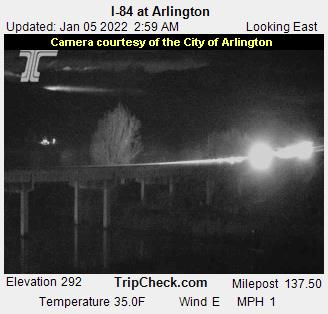 I-84 at Arlington
Updated: Jan 05 2022 2:59 AM Looking East
Camera courtesy of the City of Arlington
Elevation 292 TripCheck.com Milepost 137.50
Temperature 35.0F Wind E MPH 1